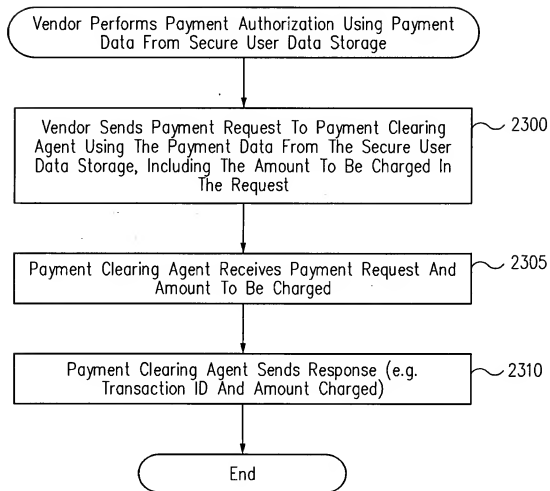 Vendor Performs Payment Authorization Using Payment
Data From Secure User Data Storage
Vendor Sends Payment Request To Payment Clearing
Agent Using The Payment Data From The Secure User
Data Storage, Including The Amount To Be Charged In
The Request
2300
Payment Clearing Agent Receives Payment Request And
Amount To Be Charged
2305
Payment Clearing Agent Sends Response (e.g.
Transaction ID And Amount Charged)
2310
End